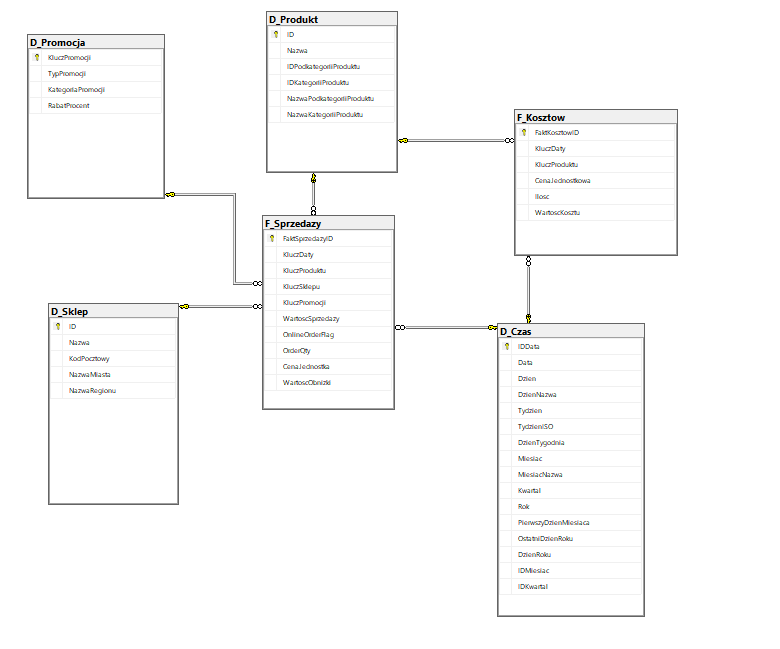 D_Promocja
KluczPromocji
TypPromocji
KategoriaPromocji
RabatProcent
D_Produkt
ID
Nazwa
IDPodkategoriiProduktu
IDKategoriiProduktu
NazwaPodkategoriiProduktu
NazwaKategoriiProduktu
F_Kosztow
FaktKosztowID
KluczDaty
KluczProduktu
CenaJednostkowa
Ilosc
WartoscKosztu
F_Sprzedazy
FaktSprzedazyID
KluczDaty
KluczProduktu
KluczSklepu
KluczPromocji
WartoscSprzedazy
OnlineOrderFlag
OrderQty
CenaJednostka
WartoscObnizki
D_Sklep
ID
Nazwa
KodPocztowy
NazwaMiasta
NazwaRegionu
D_Czas
IDData
Data
Dzien
DzienNazwa
Tydzien
TydzienISO
DzienTygodnia
Miesiac
MiesiacNazwa
Kwartal
Rok
PierwszyDzienMiesiaca
OstatniDzienRoku
DzienRoku
IDMiesiac
IDKwartal